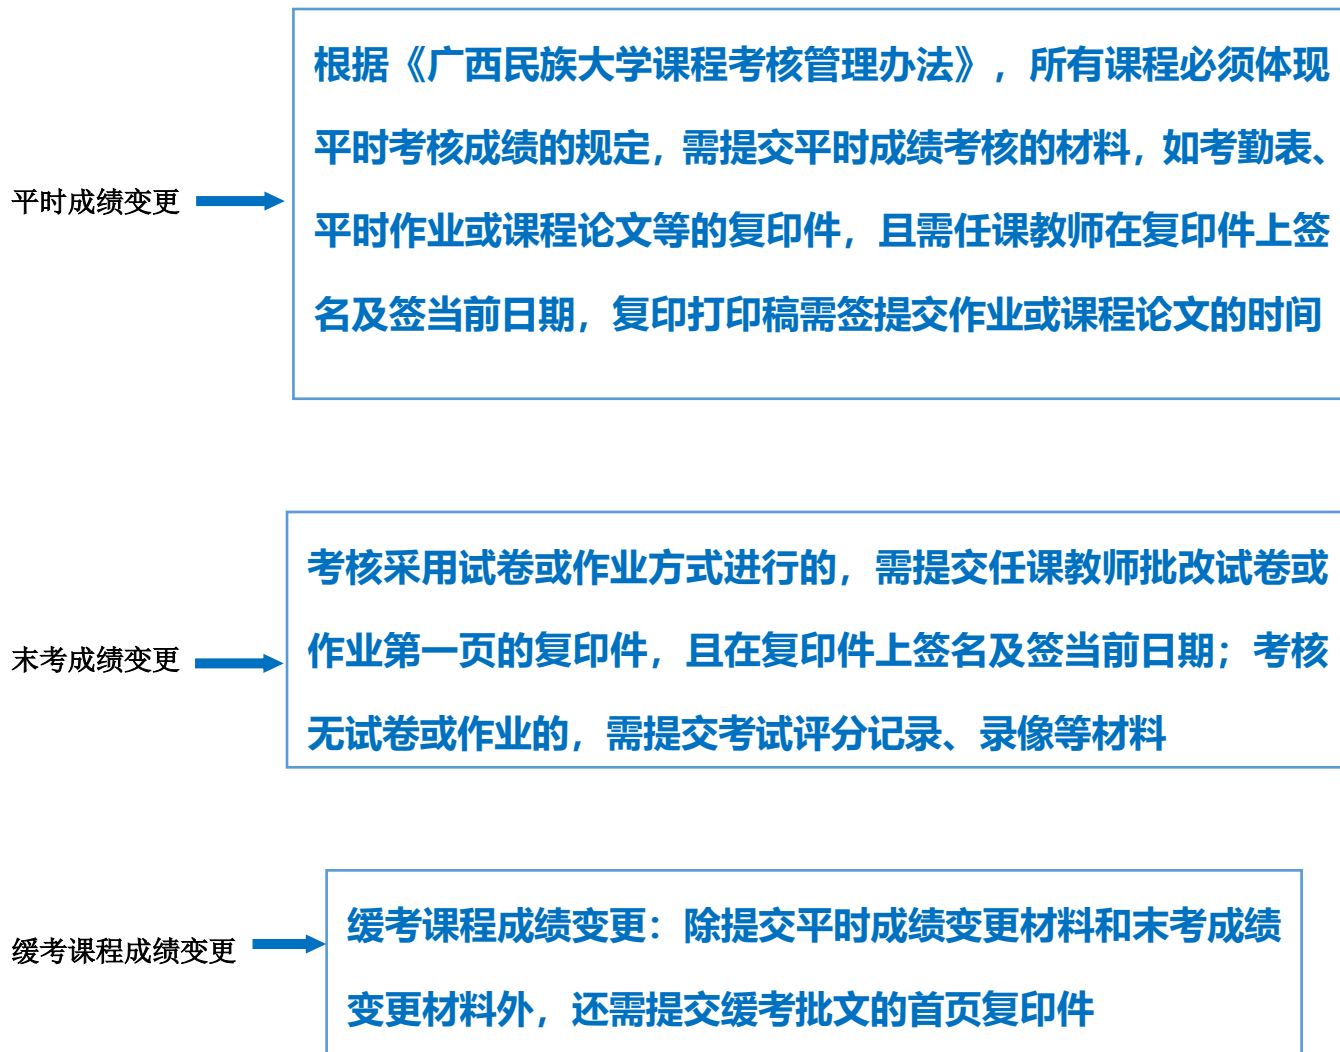 根据《广西民族大学课程考核管理办法》，所有课程必须体现
平时考核成绩的规定，需提交平时成绩考核的材料，如考勤表、
平时成绩变更
平时作业或课程论文等的复印件，且需任课教师在复印件上签
名及签当前日期，复印打印稿需签提交作业或课程论文的时间
考核采用试卷或作业方式进行的，需提交任课教师批改试卷或
末考成绩变更
作业第一页的复印件，且在复印件上签名及签当前日期；考核
无试卷或作业的，需提交考试评分记录、录像等材料
缓考课程成绩变更
缓考课程成绩变更：除提交平时成绩变更材料和末考成绩
变更材料外，还需提交缓考批文的首页复印件